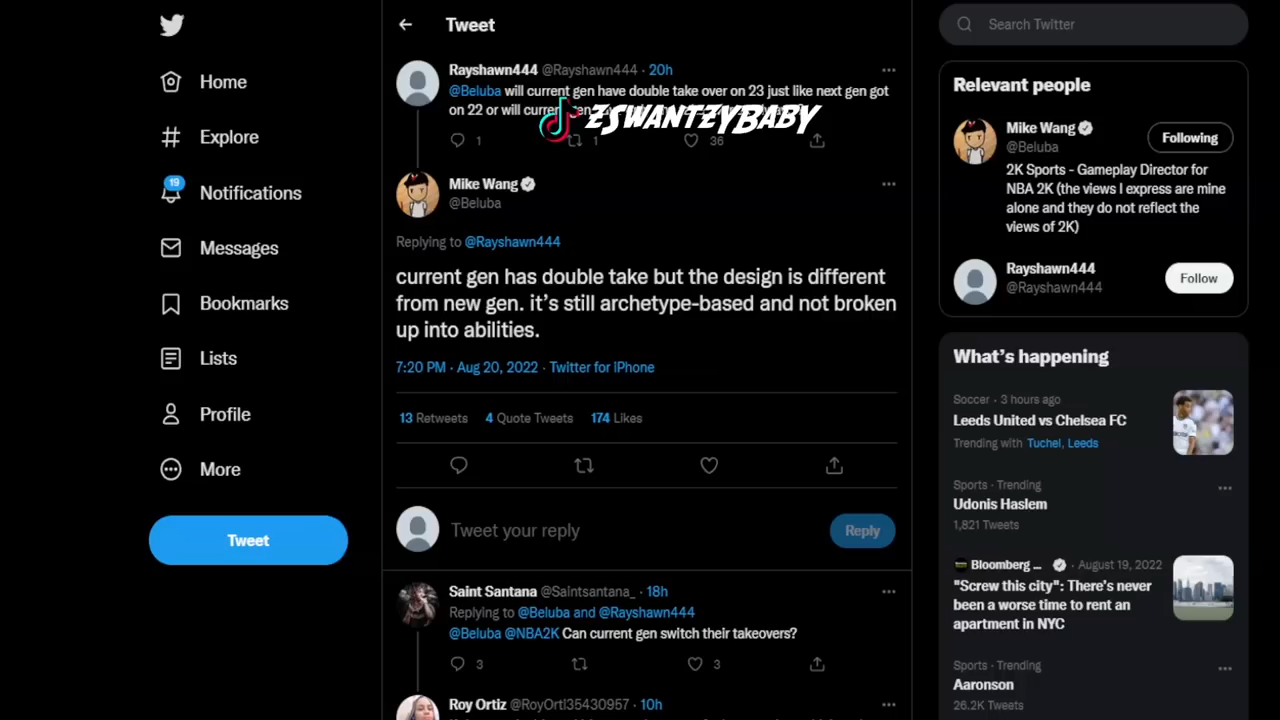 Home
Explore
19
Notifications
Messages
Bookmarks
Lists
Profile
More
Tweet
Tweet
Rayshawn444 @Rayshawn444 · 20h
@Beluba will current gen have double take over on 23 just like next gen got
on 22 or will curren
ZSWANTZYBABY
1
1
36
Mike Wang
@Beluba
Replying to @Rayshawn444
current gen has double take but the design is different
from new gen. it's still archetype-based and not broken
up into abilities.
7:20 PM · Aug 20, 2022 · Twitter for iPhone
13 Retweets 4 Quote Tweets 174 Likes
Tweet your reply
Reply
Saint Santana @Saintsantana_ · 18h
Replying to @Beluba and @Rayshawn444
@Beluba @NBA2K Can current gen switch their takeovers?
3
3
Roy Ortiz @RoyOrtI35430957 · 10h
Search Twitter
Relevant people
Mike Wang
@Beluba
Following
2K Sports - Gameplay Director for
NBA 2K (the views I express are mine
alone and they do not reflect the
views of 2K)
Rayshawn444
@Rayshawn444
Follow
What's happening
Soccer · 3 hours ago
Leeds United vs Chelsea FC
Trending with Tuchel, Leeds
Sports · Trending
Udonis Haslem
1,821 Tweets
Bloomberg ... · August 19, 2022
"Screw this city": There's never
been a worse time to rent an
apartment in NYC
Sports · Trending
Aaronson
26.2K Tweets